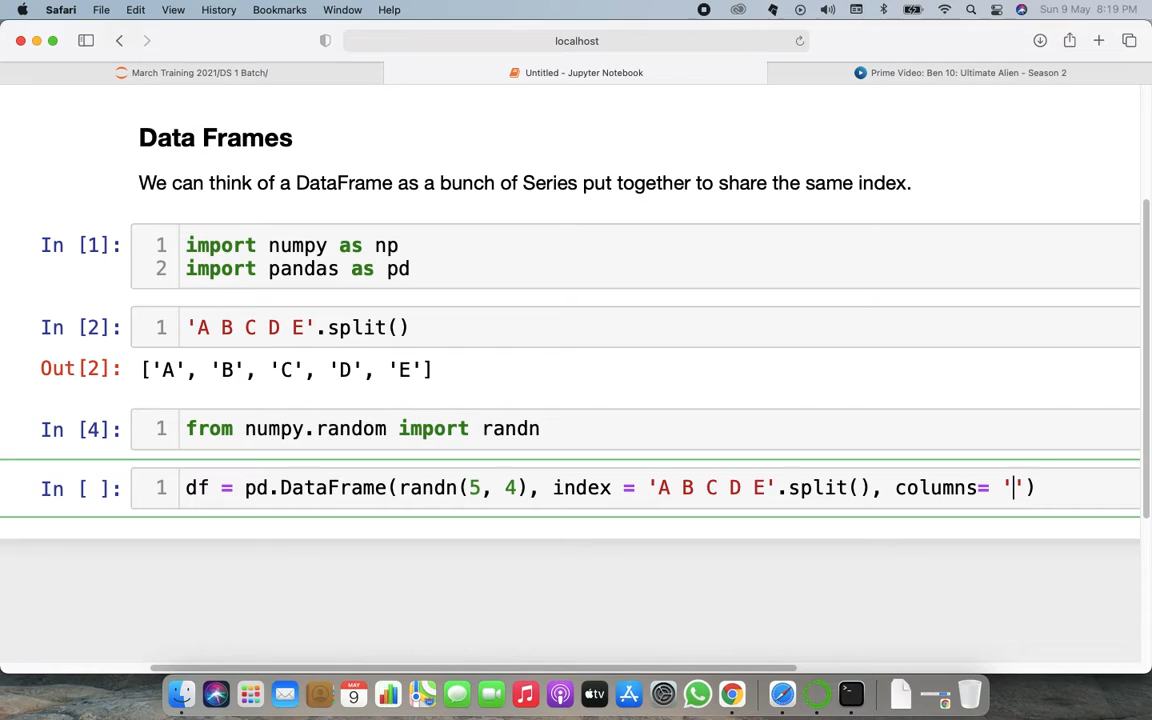 Safari File Edit View History Bookmarks Window Help Sun 9 May 8:19 PM
localhost
March Training 2021/DS 1 Batch/ Untitled - Jupyter Notebook Prime Video: Ben 10: Ultimate Alien - Season 2
Data Frames
We can think of a DataFrame as a bunch of Series put together to share the same index.
In [1]: 1 import numpy as np
2 import pandas as pd
In [2]: 1 'A B C D E'.split()
Out[2]: ['A', 'B', 'C', 'D', 'E']
In [4]: 1 from numpy.random import randn
In [ ]: 1 df = pd.DataFrame(randn(5, 4), index = 'A B C D E'.split(), columns= '')
MAY
9
tv